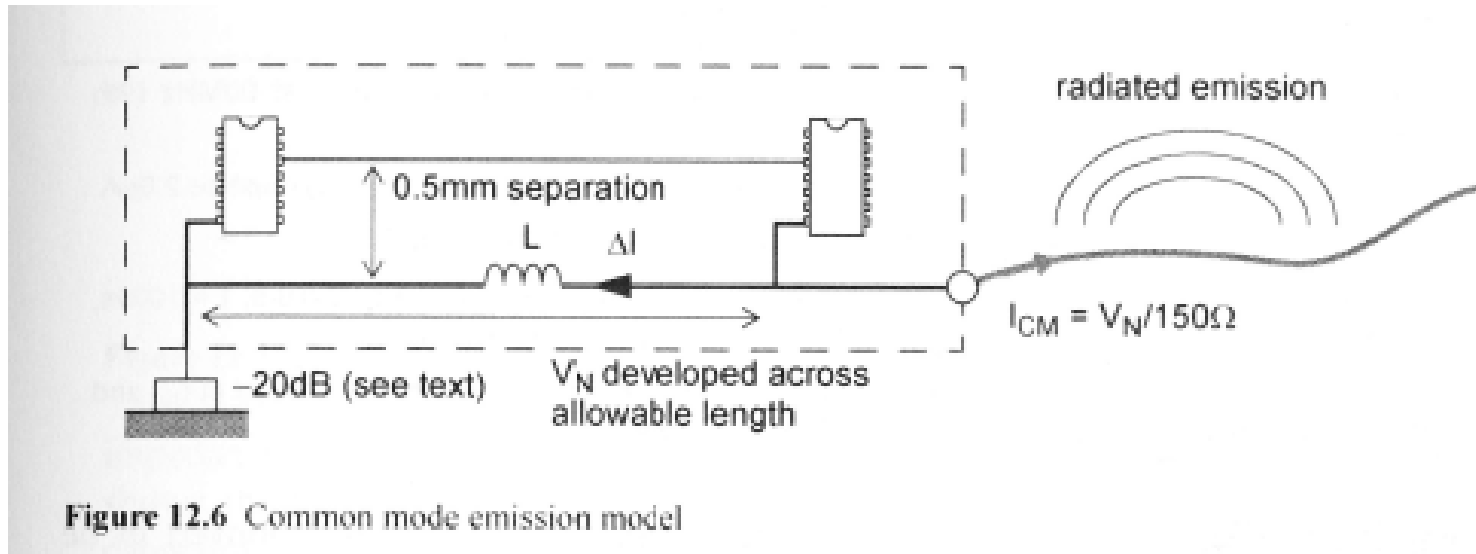 radiated emission
0.5mm separation
L
ΔI
I_CM = V_N/150Ω
–20dB (see text)
V_N developed across
allowable length
Figure 12.6 Common mode emission model